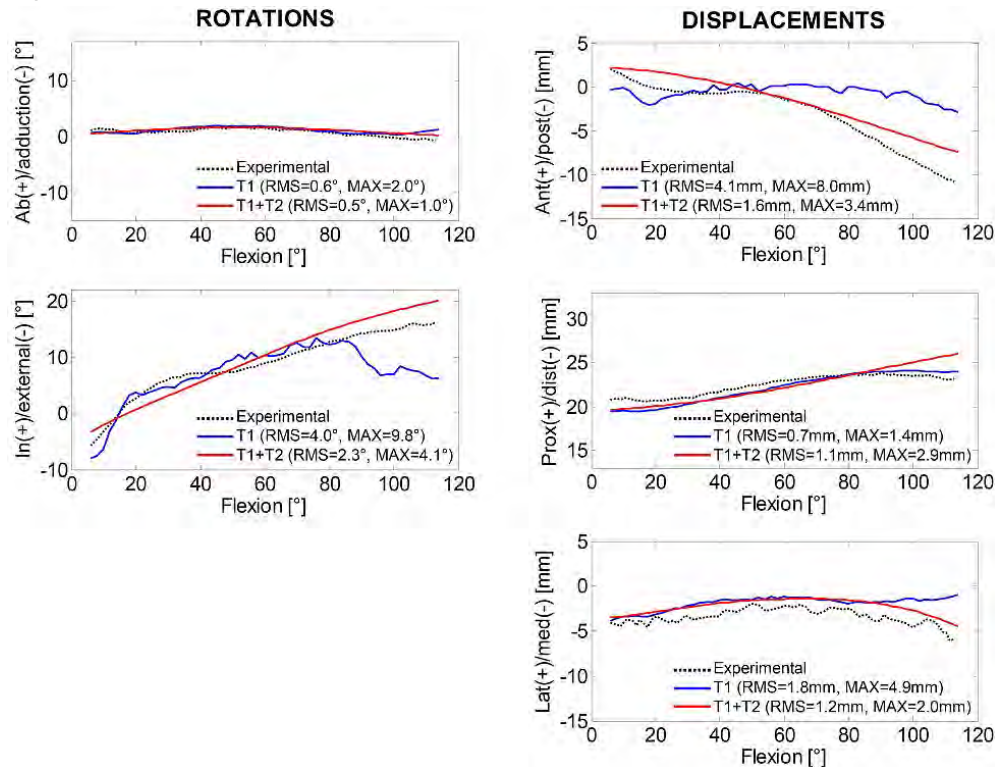 ROTATIONS
Ab(+)/adduction(-) [°]
10
0
-10
Experimental
T1 (RMS=0.6°, MAX=2.0°)
T1+T2 (RMS=0.5°, MAX=1.0°)
0 20 40 60 80 100 120
Flexion [°]
In(+)/external(-) [°]
20
10
0
-10
Experimental
T1 (RMS=4.0°, MAX=9.8°)
T1+T2 (RMS=2.3°, MAX=4.1°)
0 20 40 60 80 100 120
Flexion [°]
DISPLACEMENTS
Ant(+)/post(-) [mm]
5
0
-5
-10
-15
Experimental
T1 (RMS=4.1mm, MAX=8.0mm)
T1+T2 (RMS=1.6mm, MAX=3.4mm)
0 20 40 60 80 100 120
Flexion [°]
Prox(+)/dist(-) [mm]
30
25
20
15
Experimental
T1 (RMS=0.7mm, MAX=1.4mm)
T1+T2 (RMS=1.1mm, MAX=2.9mm)
0 20 40 60 80 100 120
Flexion [°]
Lat(+)/med(-) [mm]
5
0
-5
-10
-15
Experimental
T1 (RMS=1.8mm, MAX=4.9mm)
T1+T2 (RMS=1.2mm, MAX=2.0mm)
0 20 40 60 80 100 120
Flexion [°]